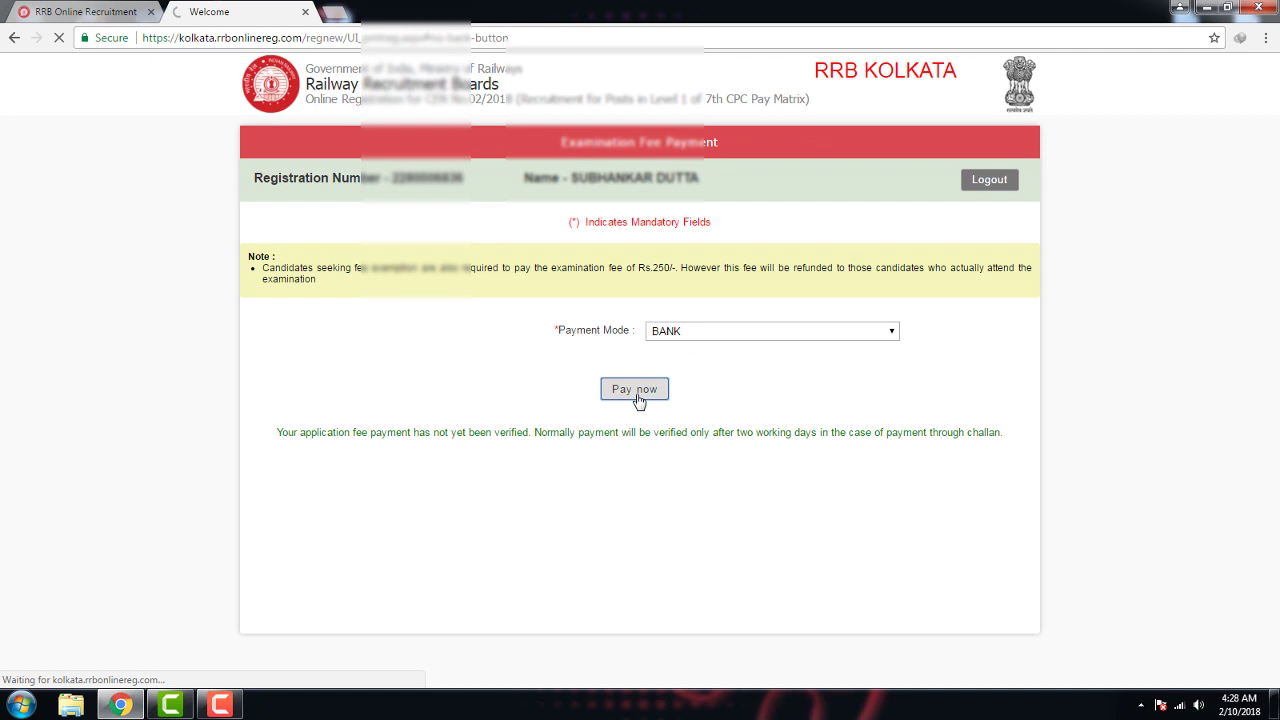 RRB Online Recruitment
Welcome
Secure
https://kolkata.rrbonlinereg.com/regnew/UI -button
Government of India, Ministry of Railways
Railway Recruitment Boards
RRB KOLKATA
Online Registration for CEN No.02/2018 (Recruitment for Posts in Level 1 of 7th CPC Pay Matrix)
Examination Fee Payment
Registration Number - Name - SUBHANKAR DUTTA
Logout
(*) Indicates Mandatory Fields
Note :
• Candidates seeking fee exemption are also required to pay the examination fee of Rs.250/-. However this fee will be refunded to those candidates who actually attend the
examination
*Payment Mode : BANK
Pay now
Your application fee payment has not yet been verified. Normally payment will be verified only after two working days in the case of payment through challan.
Waiting for kolkata.rrbonlinereg.com...
4:28 AM
2/10/2018